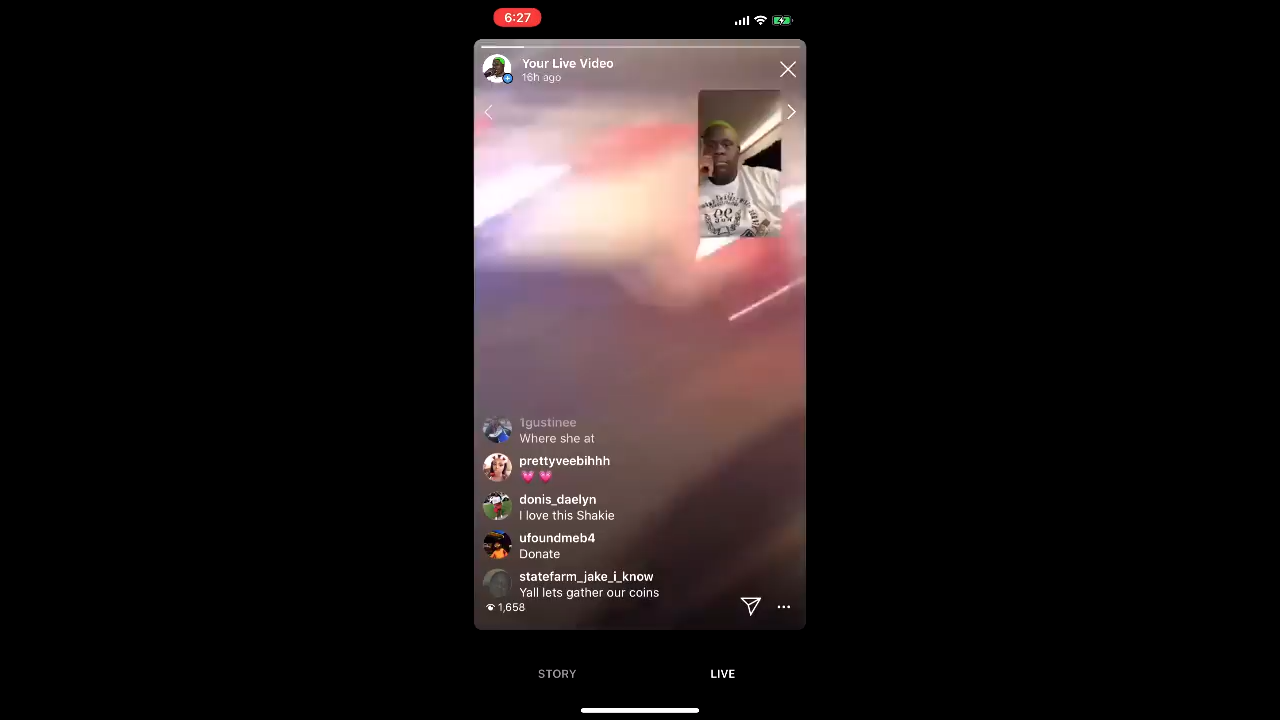 6:27
Your Live Video
16h ago
1gustinee
Where she at
prettyveebihhh
💗 💗
donis_daelyn
I love this Shakie
ufoundmeb4
Donate
statefarm_jake_i_know
Yall lets gather our coins
1,658
STORY
LIVE